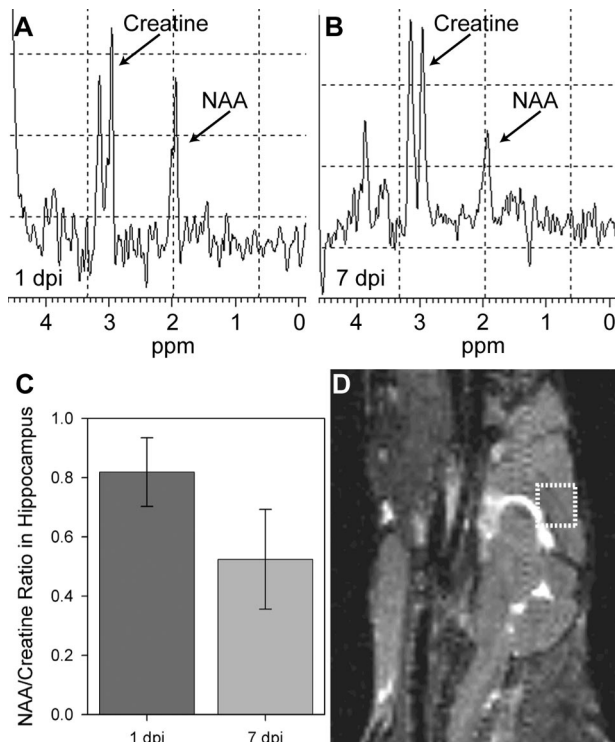 A
Creatine
NAA
1 dpi
4 3 2 1 0
ppm
B
Creatine
NAA
7 dpi
4 3 2 1 0
ppm
C
NAA/Creatine Ratio in Hippocampus
1.0
0.8
0.6
0.4
0.2
0.0
1 dpi 7 dpi
D